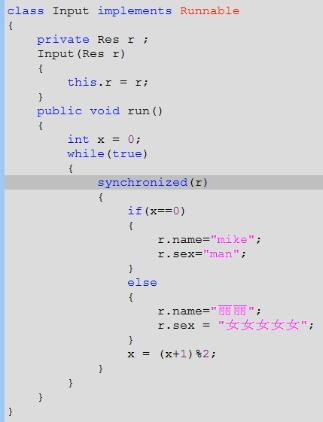 class Input implements Runnable
{
    private Res r ;
    Input(Res r)
    {
        this.r = r;
    }
    public void run()
    {
        int x = 0;
        while(true)
        {
            synchronized(r)
            {
                if(x==0)
                {
                    r.name="mike";
                    r.sex="man";
                }
                else
                {
                    r.name="丽丽";
                    r.sex = "女女女女女";
                }
                x = (x+1)%2;
            }
        }
    }
}